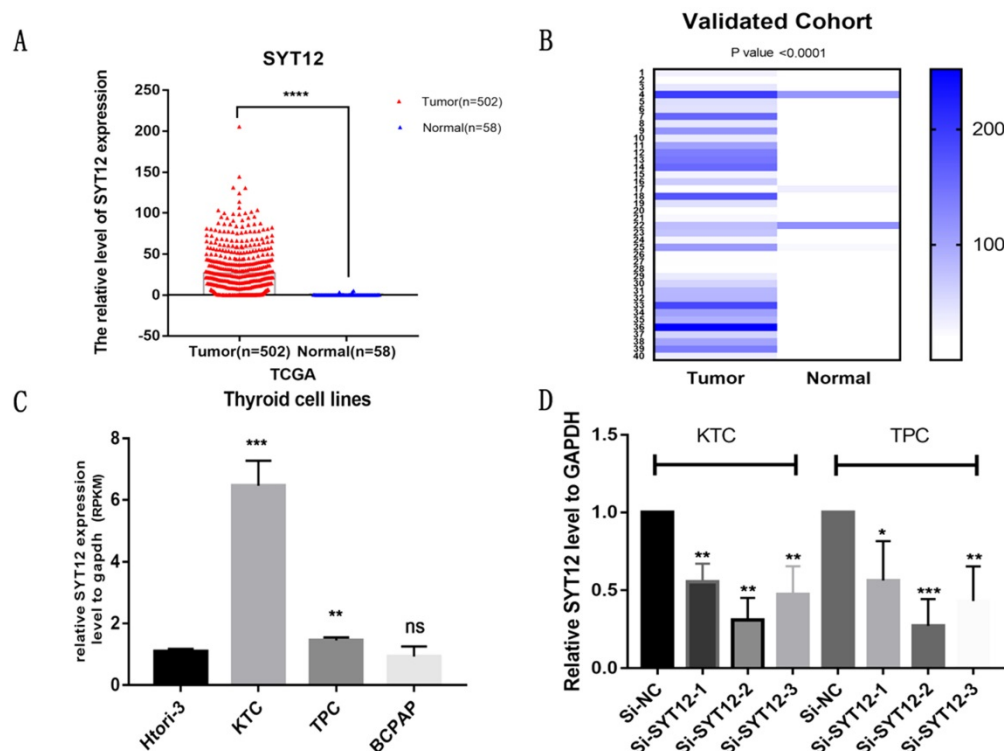 A
SYT12
The relative level of SYT12 expression
250
200
150
100
50
0
-50
****
Tumor(n=502)
Normal(n=58)
Tumor(n=502) Normal(n=58)
TCGA
B
Validated Cohort
P value <0.0001
1
2
3
4
5
6
7
8
9
10
11
12
13
14
15
16
17
18
19
20
21
22
23
24
25
26
27
28
29
30
31
32
33
34
35
36
37
38
39
40
Tumor Normal
200
100
C
Thyroid cell lines
relative SYT12 expression
level to gapdh (RPKM)
8
6
4
2
0
***
**
ns
Htori-3
KTC
TPC
BCPAP
D
Relative SYT12 level to GAPDH
1.5
1.0
0.5
0.0
KTC
TPC
**
**
**
*
***
**
Si-NC
Si-SYT12-1
Si-SYT12-2
Si-SYT12-3
Si-NC
Si-SYT12-1
Si-SYT12-2
Si-SYT12-3